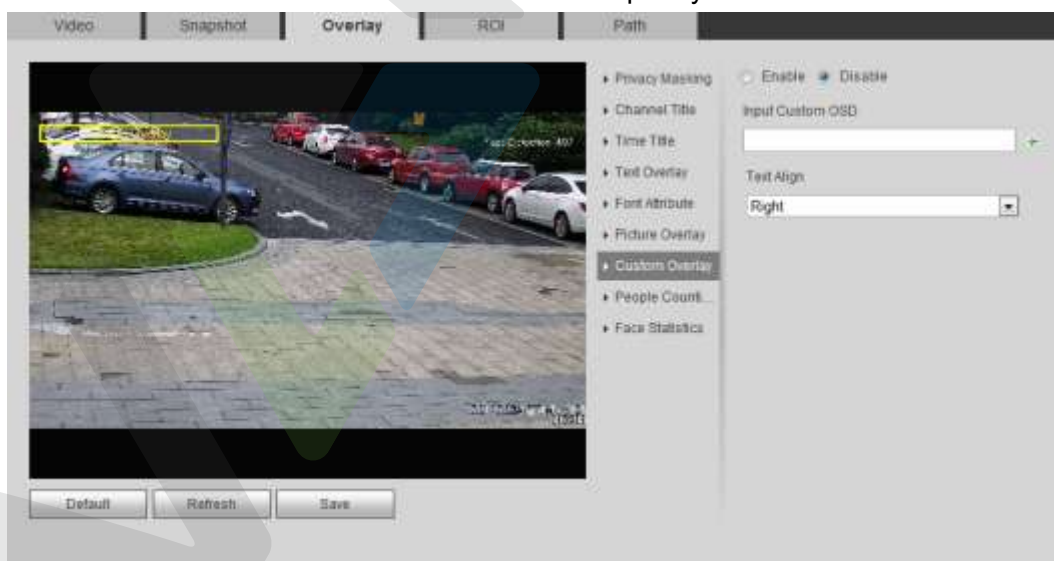 Video Snapshot Overlay ROI Path
Privacy Masking
Channel Title
Time Title
Text Overlay
Font Attribute
Picture Overlay
Custom Overlay
People Counti...
Face Statistics
Enable Disable
Input Custom OSD
+
Text Align
Right
Default Refresh Save